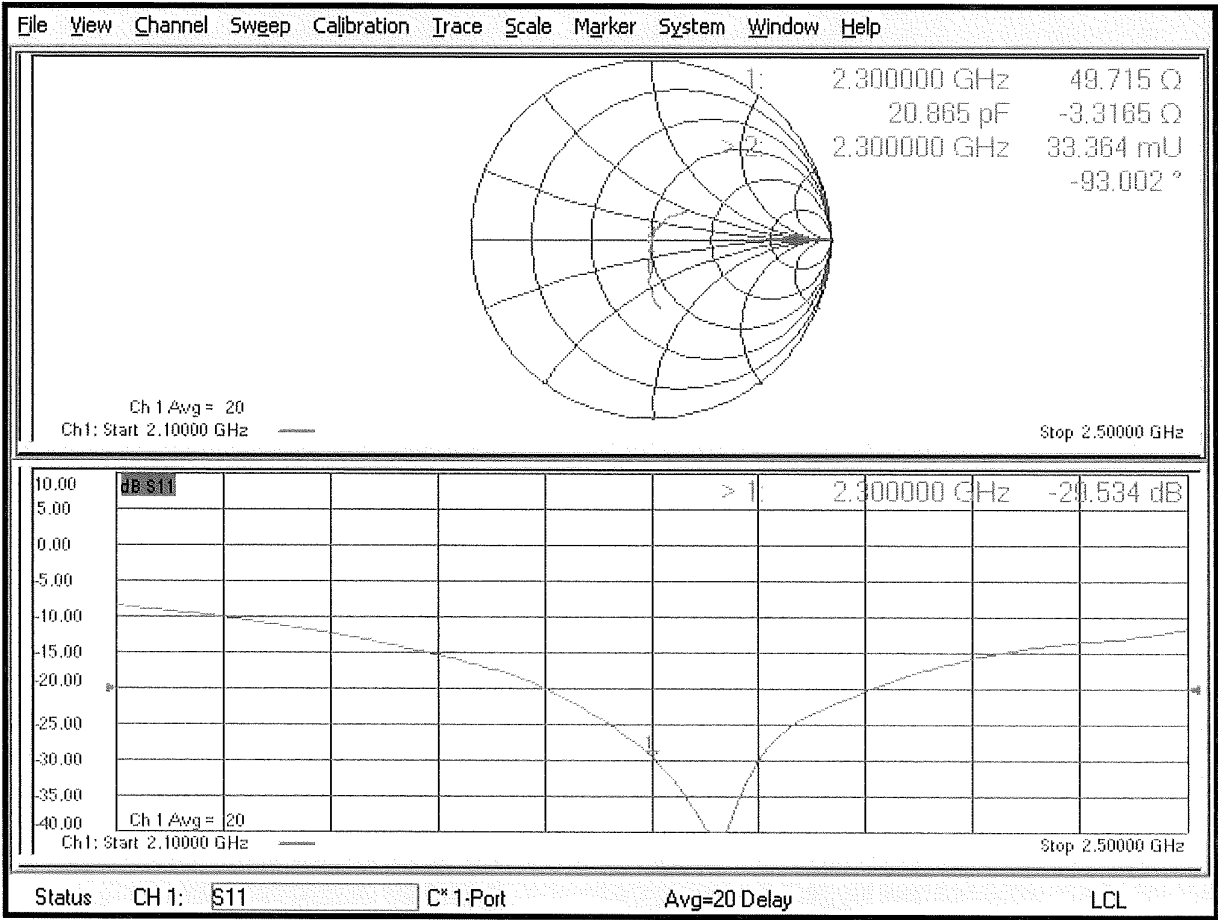 File View Channel Sweep Calibration Trace Scale Marker System Window Help
1: 2.300000 GHz 49.715 Ω
20.865 pF -3.3165 Ω
> 2: 2.300000 GHz 33.364 mU
-93.002 °
Ch 1 Avg = 20
Ch1: Start 2.10000 GHz
Stop 2.50000 GHz
10.00
dB S11
> 1: 2.300000 GHz -29.534 dB
5.00
0.00
-5.00
-10.00
-15.00
-20.00
-25.00
1
-30.00
-35.00
-40.00
Ch 1 Avg = 20
Ch1: Start 2.10000 GHz
Stop 2.50000 GHz
Status CH 1: S11 C* 1-Port Avg=20 Delay LCL